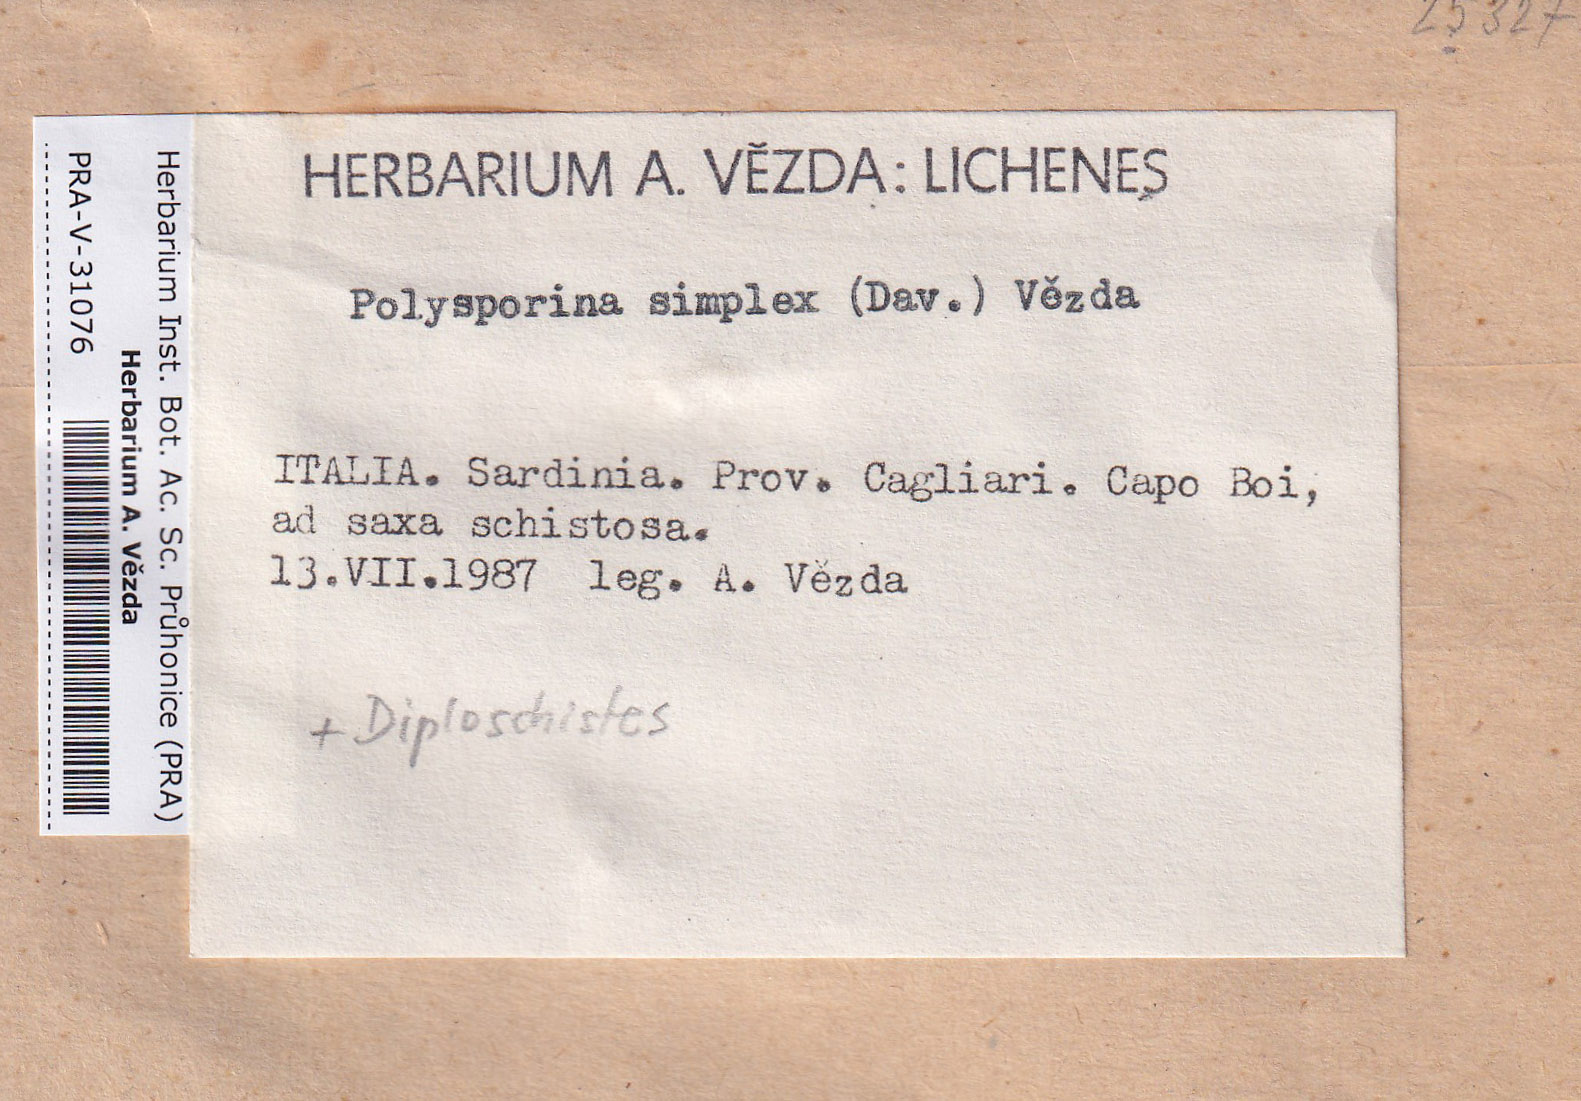 25327
HERBARIUM A. VĚZDA: LICHENES
Polysporina simplex (Dav.) Vězda
ITALIA. Sardinia. Prov. Cagliari. Capo Boi,
ad saxa schistosa.
13.VII.1987 leg. A. Vězda
+ Diploschistes
Herbarium Inst. Bot. Ac. Sc. Průhonice (PRA)
Herbarium A. Vězda
PRA-V-31076